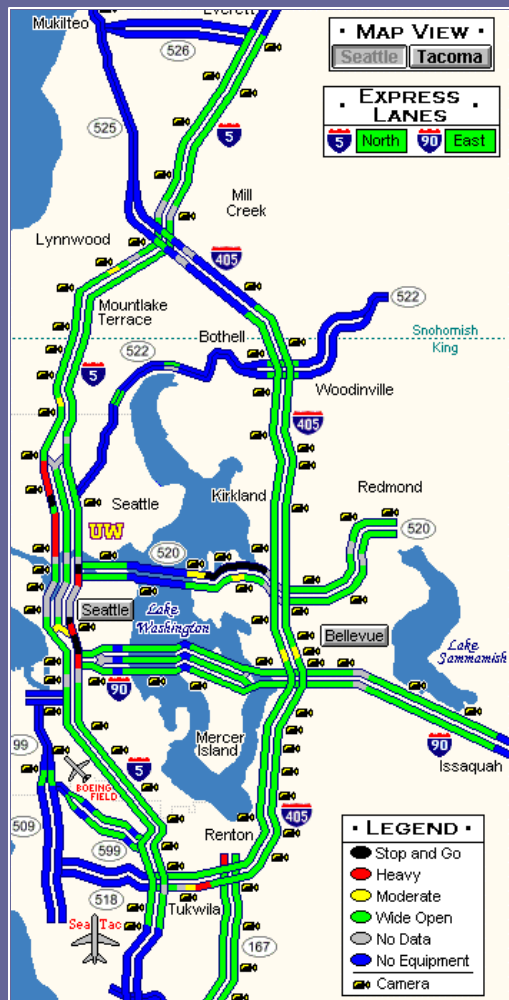 Mukilteo
Everett
526
525
5
· MAP VIEW ·
Seattle
Tacoma
· EXPRESS
LANES ·
5
North
90
East
Mill
Creek
Lynnwood
405
Mountlake
Terrace
522
Bothell
522
Snohomish
King
5
Woodinville
405
Seattle
Kirkland
Redmond
UW
520
520
Seattle
Lake
Washington
Bellevue
Lake
Sammamish
90
Mercer
Island
90
Issaquah
99
5
BOEING
FIELD
405
509
599
Renton
518
Tukwila
Sea Tac
167
· LEGEND ·
Stop and Go
Heavy
Moderate
Wide Open
No Data
No Equipment
Camera